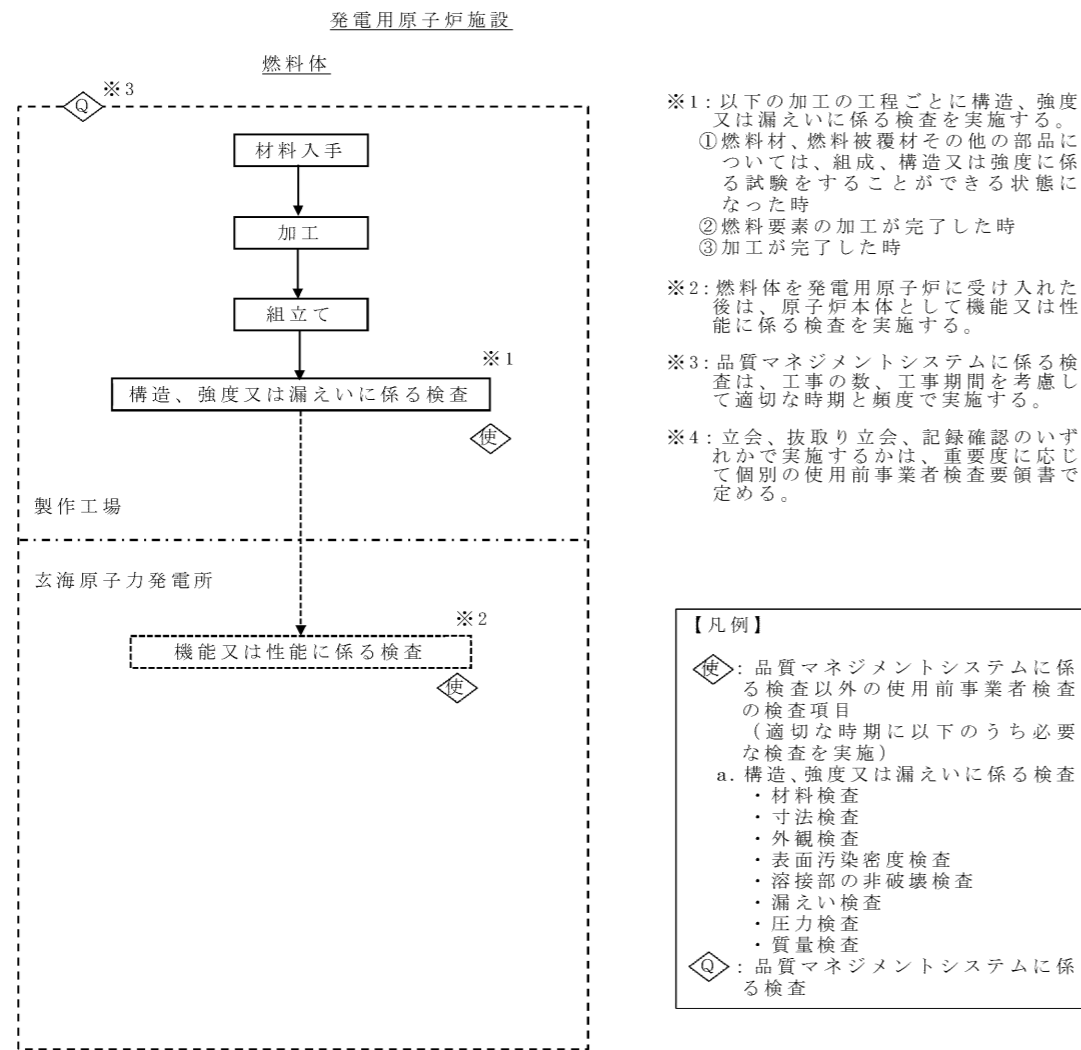 発電用原子炉施設
燃料体
※3
Q
材料入手
加工
組立て
※1
構造、強度又は漏えいに係る検査
使
製作工場
玄海原子力発電所
※2
機能又は性能に係る検査
使
※1:以下の加工の工程ごとに構造、強度
又は漏えいに係る検査を実施する。
①燃料材、燃料被覆材その他の部品に
ついては、組成、構造又は強度に係
る試験をすることができる状態に
なった時
②燃料要素の加工が完了した時
③加工が完了した時
※2:燃料体を発電用原子炉に受け入れた
後は、原子炉本体として機能又は性
能に係る検査を実施する。
※3:品質マネジメントシステムに係る検
査は、工事の数、工事期間を考慮し
て適切な時期と頻度で実施する。
※4:立会、抜取り立会、記録確認のいず
れかで実施するかは、重要度に応じ
て個別の使用前事業者検査要領書で
定める。
【凡例】
使:品質マネジメントシステムに係
る検査以外の使用前事業者検査
の検査項目
(適切な時期に以下のうち必要
な検査を実施)
a.構造、強度又は漏えいに係る検査
・材料検査
・寸法検査
・外観検査
・表面汚染密度検査
・溶接部の非破壊検査
・漏えい検査
・圧力検査
・質量検査
Q:品質マネジメントシステムに係
る検査